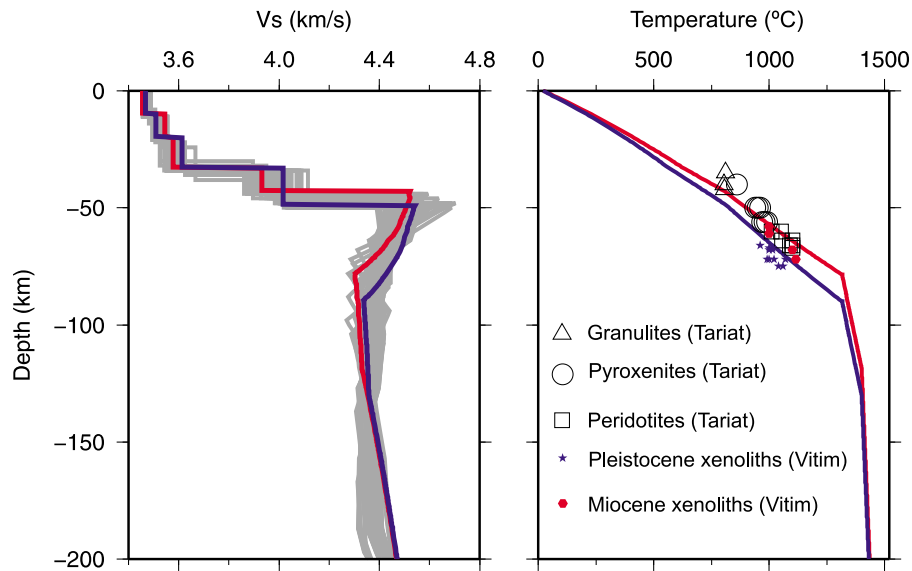 Vs (km/s)
3.6 4.0 4.4 4.8
Temperature (ºC)
0 500 1000 1500
Depth (km)
0
−50
−100
−150
−200
Granulites (Tariat)
Pyroxenites (Tariat)
Peridotites (Tariat)
Pleistocene xenoliths (Vitim)
Miocene xenoliths (Vitim)